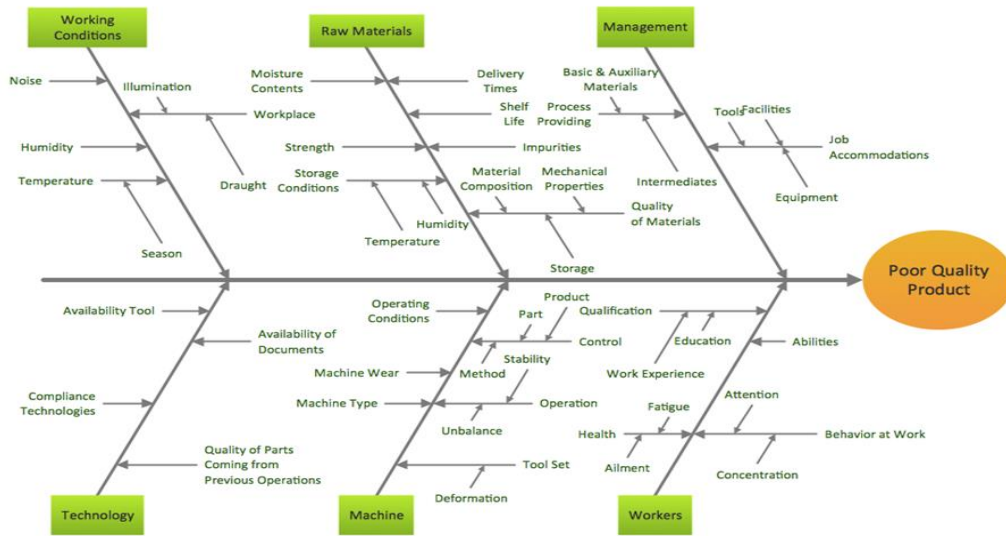 Working
Conditions
Raw Materials
Management
Noise
Illumination
Workplace
Humidity
Temperature
Draught
Season
Moisture
Contents
Delivery
Times
Shelf
Life
Strength
Impurities
Storage
Conditions
Material
Composition
Mechanical
Properties
Humidity
Temperature
Quality
of Materials
Storage
Basic & Auxiliary
Materials
Process
Providing
Intermediates
Tools
Facilities
Job
Accommodations
Equipment
Poor Quality
Product
Availability Tool
Availability of
Documents
Compliance
Technologies
Quality of Parts
Coming from
Previous Operations
Operating
Conditions
Part
Product
Control
Method
Stability
Machine Wear
Machine Type
Operation
Unbalance
Tool Set
Deformation
Qualification
Education
Work Experience
Abilities
Attention
Fatigue
Health
Ailment
Behavior at Work
Concentration
Technology
Machine
Workers